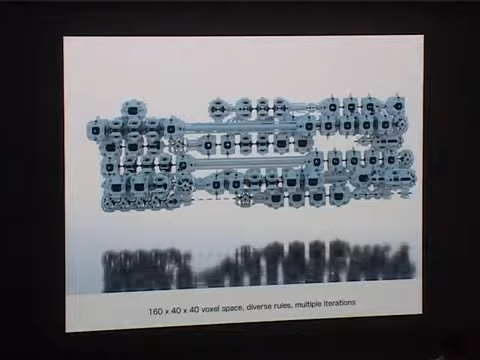 160 x 40 x 40 voxel space, diverse rules, multiple iterations